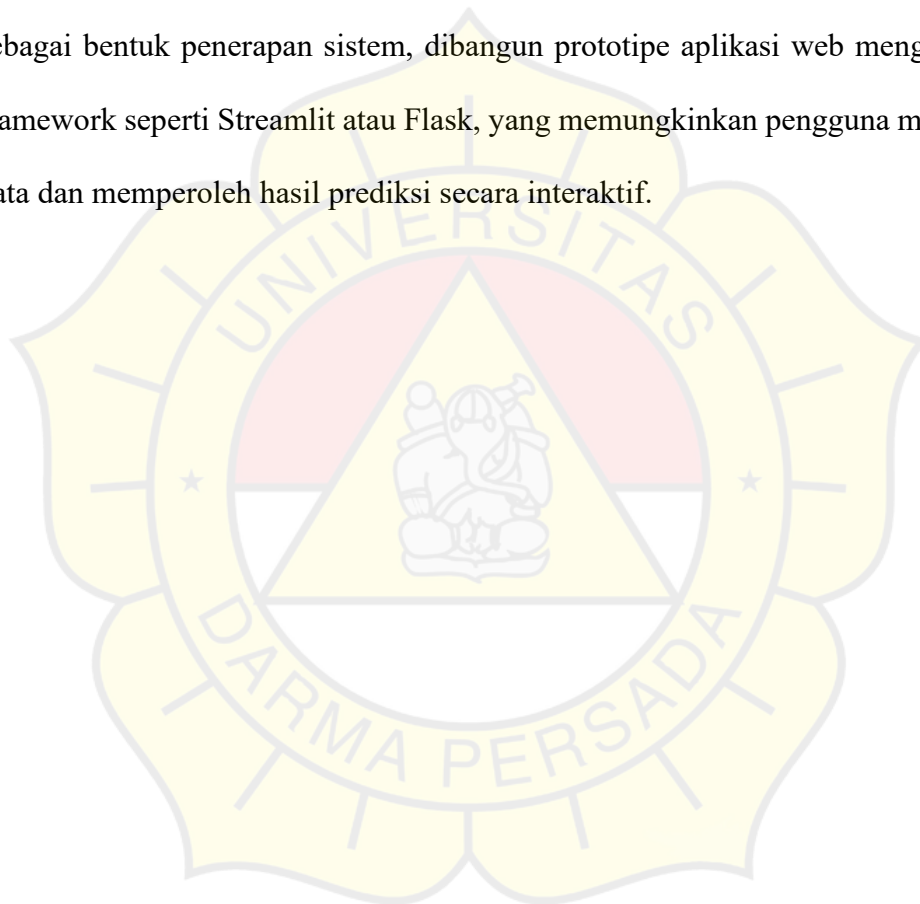 ebagai bentuk penerapan sistem, dibangun prototipe aplikasi web meng
amework seperti Streamlit atau Flask, yang memungkinkan pengguna m
ata dan memperoleh hasil prediksi secara interaktif.
UNIVERSITAS
DARMA PERSADA